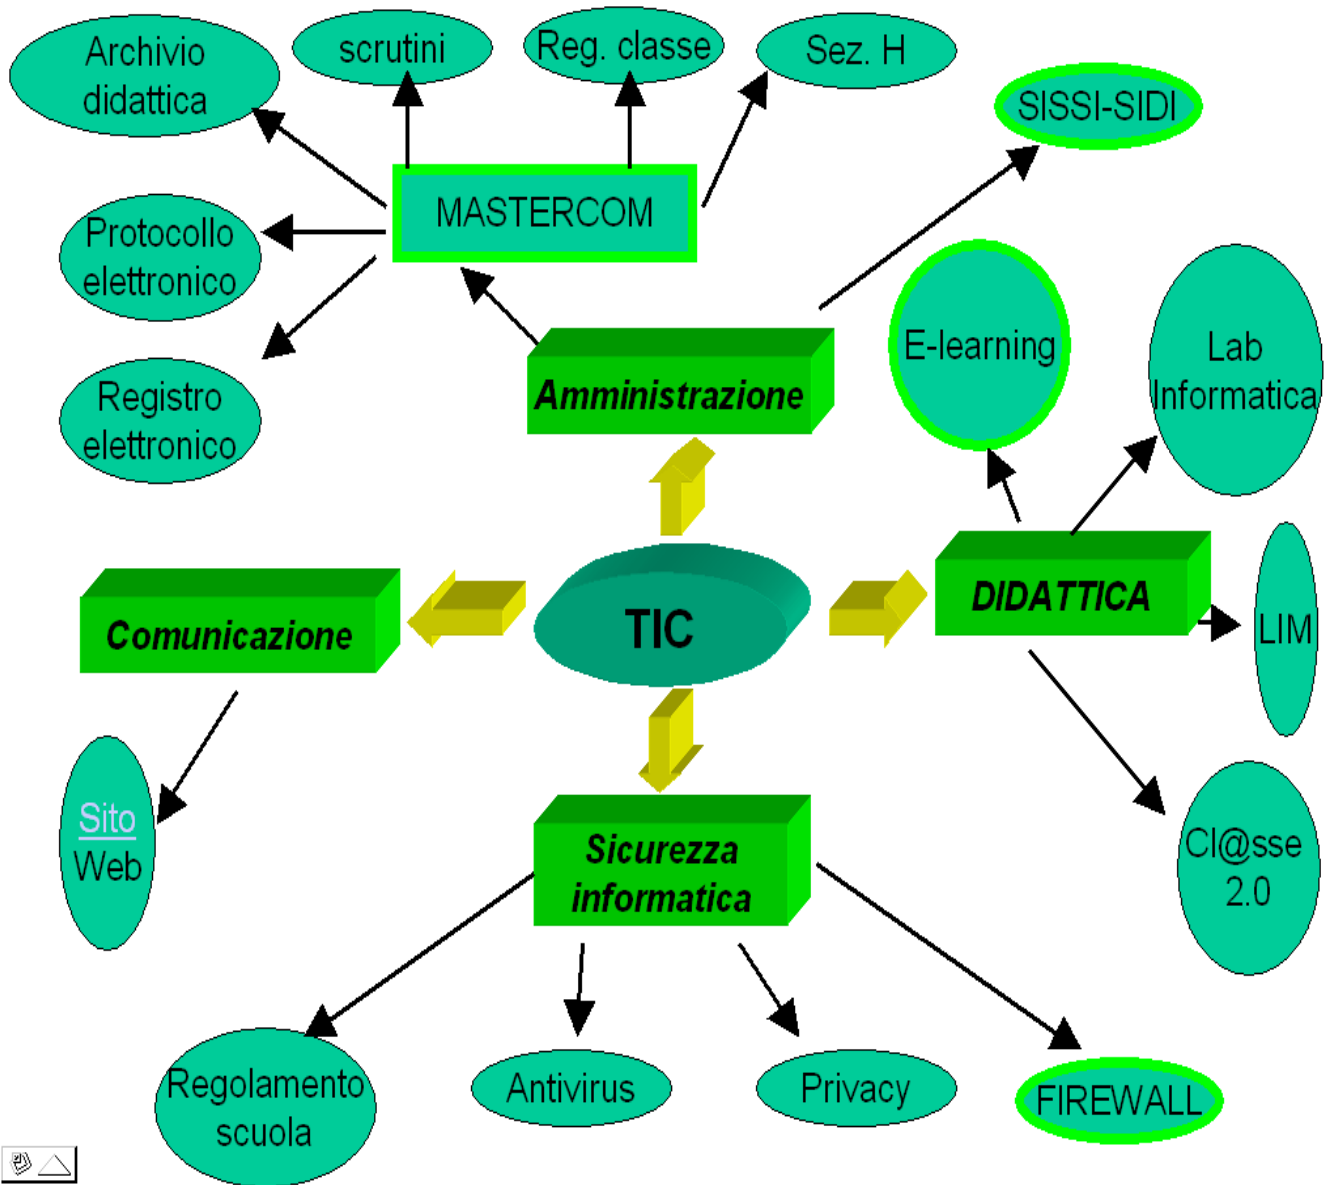 Archivio
didattica
scrutini
Reg. classe
Sez. H
SISSI-SIDI
MASTERCOM
Protocollo
elettronico
Registro
elettronico
Amministrazione
E-learning
Lab
Informatica
DIDATTICA
LIM
Comunicazione
TIC
Sito
Web
Sicurezza
informatica
Cl@sse
2.0
Regolamento
scuola
Antivirus
Privacy
FIREWALL